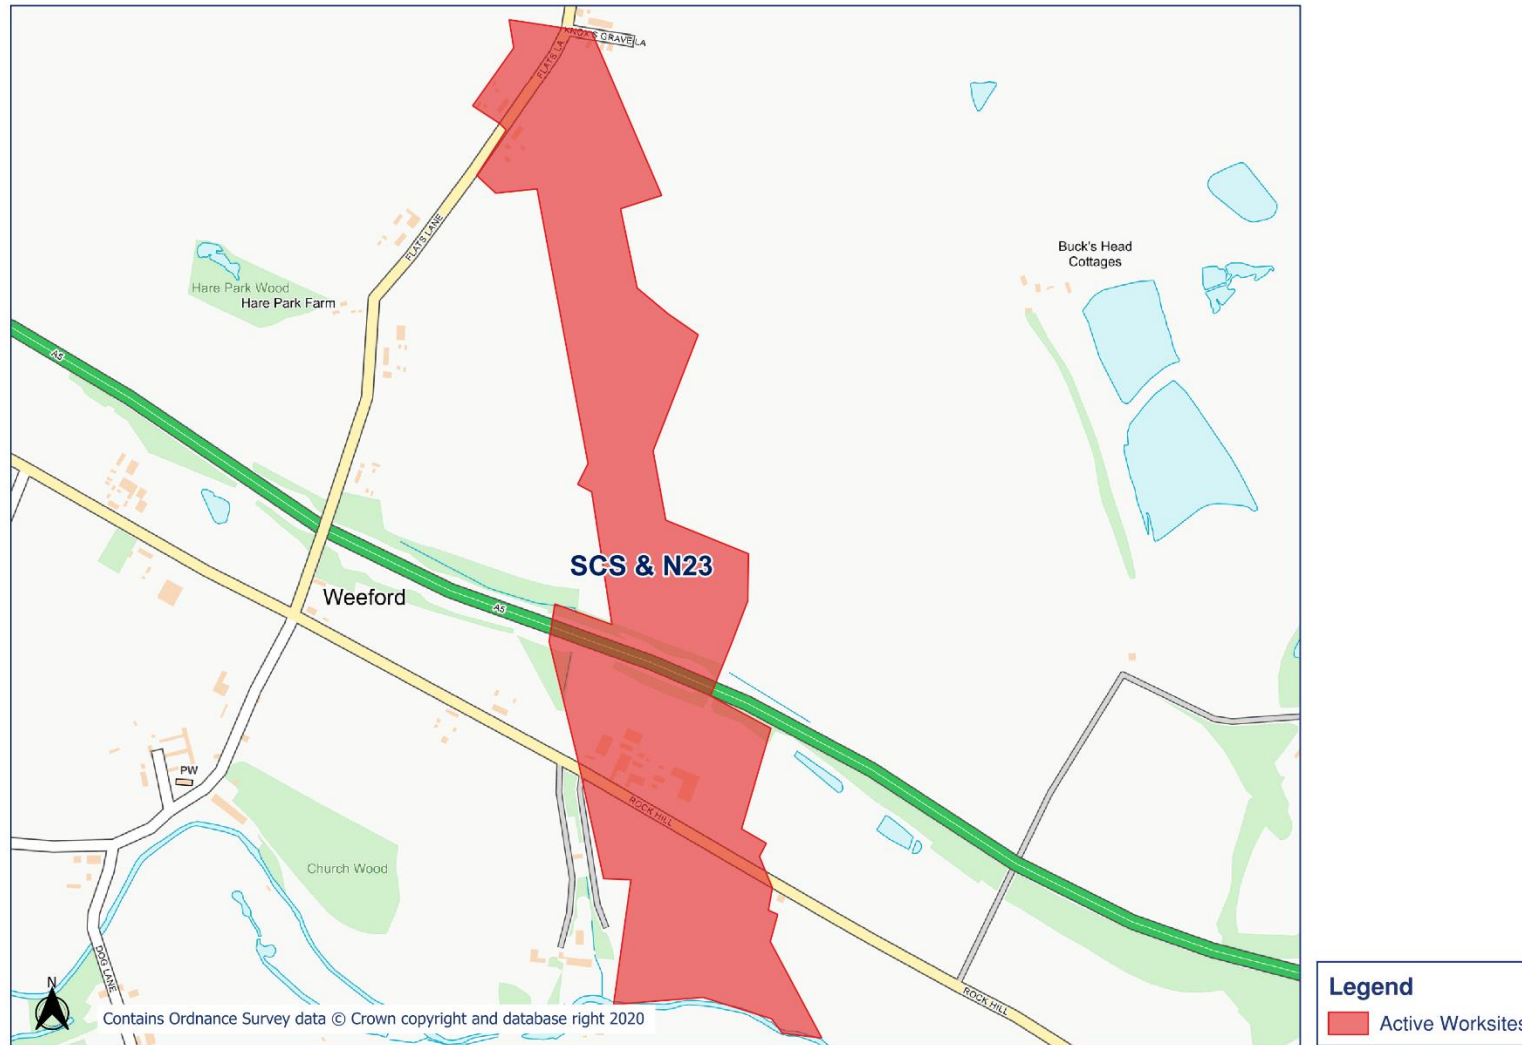 KNOX'S GRAVE LA
FLATS LA
FLATS LANE
Buck's Head
Cottages
Hare Park Wood
Hare Park Farm
A5
SCS & N23
Weeford
A5
PW
ROCK HILL
Church Wood
DOG LANE
ROCK HILL
N
Contains Ordnance Survey data © Crown copyright and database right 2020
Legend
Active Worksites